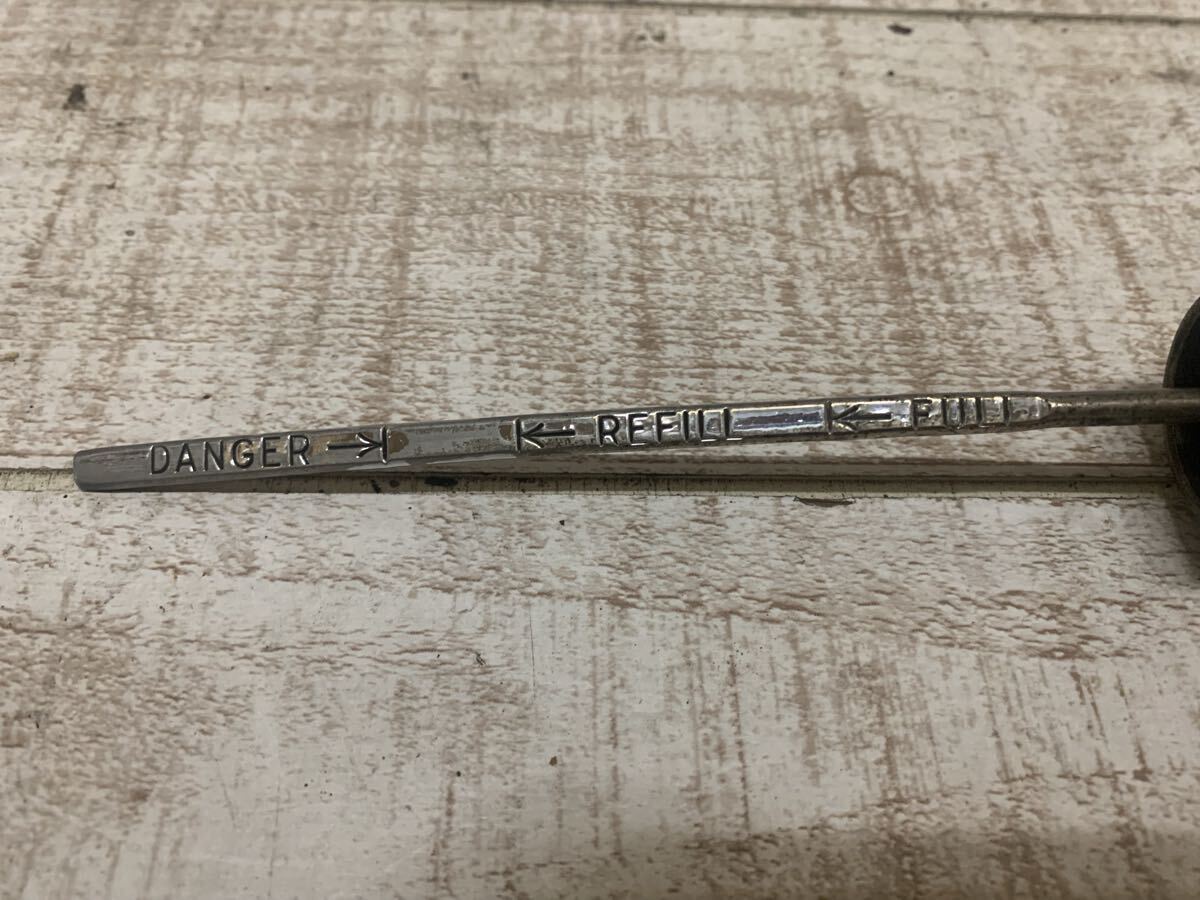 DANGER →| |← REFILL |← FULL